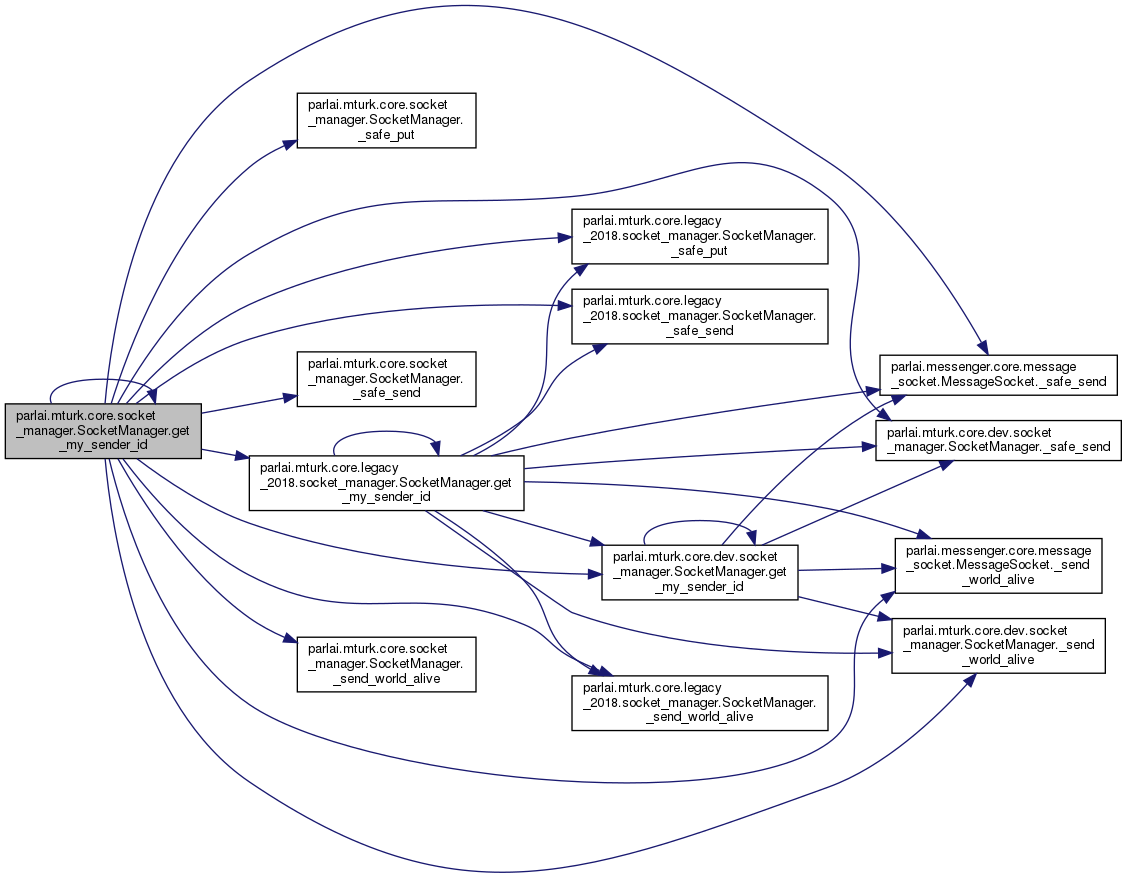 parlai.mturk.core.socket
_manager.SocketManager.get
_my_sender_id
parlai.mturk.core.socket
_manager.SocketManager.
_safe_put
parlai.mturk.core.socket
_manager.SocketManager.
_safe_send
parlai.mturk.core.legacy
_2018.socket_manager.SocketManager.get
_my_sender_id
parlai.mturk.core.socket
_manager.SocketManager.
_send_world_alive
parlai.mturk.core.legacy
_2018.socket_manager.SocketManager.
_safe_put
parlai.mturk.core.legacy
_2018.socket_manager.SocketManager.
_safe_send
parlai.mturk.core.dev.socket
_manager.SocketManager.get
_my_sender_id
parlai.mturk.core.legacy
_2018.socket_manager.SocketManager.
_send_world_alive
parlai.messenger.core.message
_socket.MessageSocket._safe_send
parlai.mturk.core.dev.socket
_manager.SocketManager._safe_send
parlai.messenger.core.message
_socket.MessageSocket._send
_world_alive
parlai.mturk.core.dev.socket
_manager.SocketManager._send
_world_alive